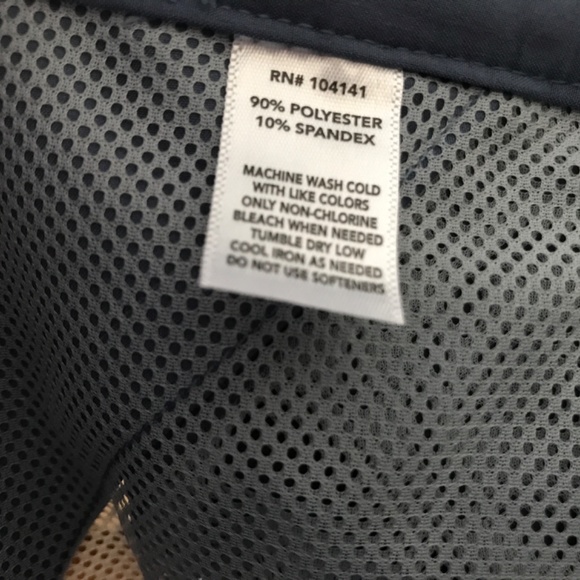 RN# 104141
90% POLYESTER
10% SPANDEX
MACHINE WASH COLD
WITH LIKE COLORS
ONLY NON-CHLORINE
BLEACH WHEN NEEDED
TUMBLE DRY LOW
COOL IRON AS NEEDED
DO NOT USE SOFTENERS